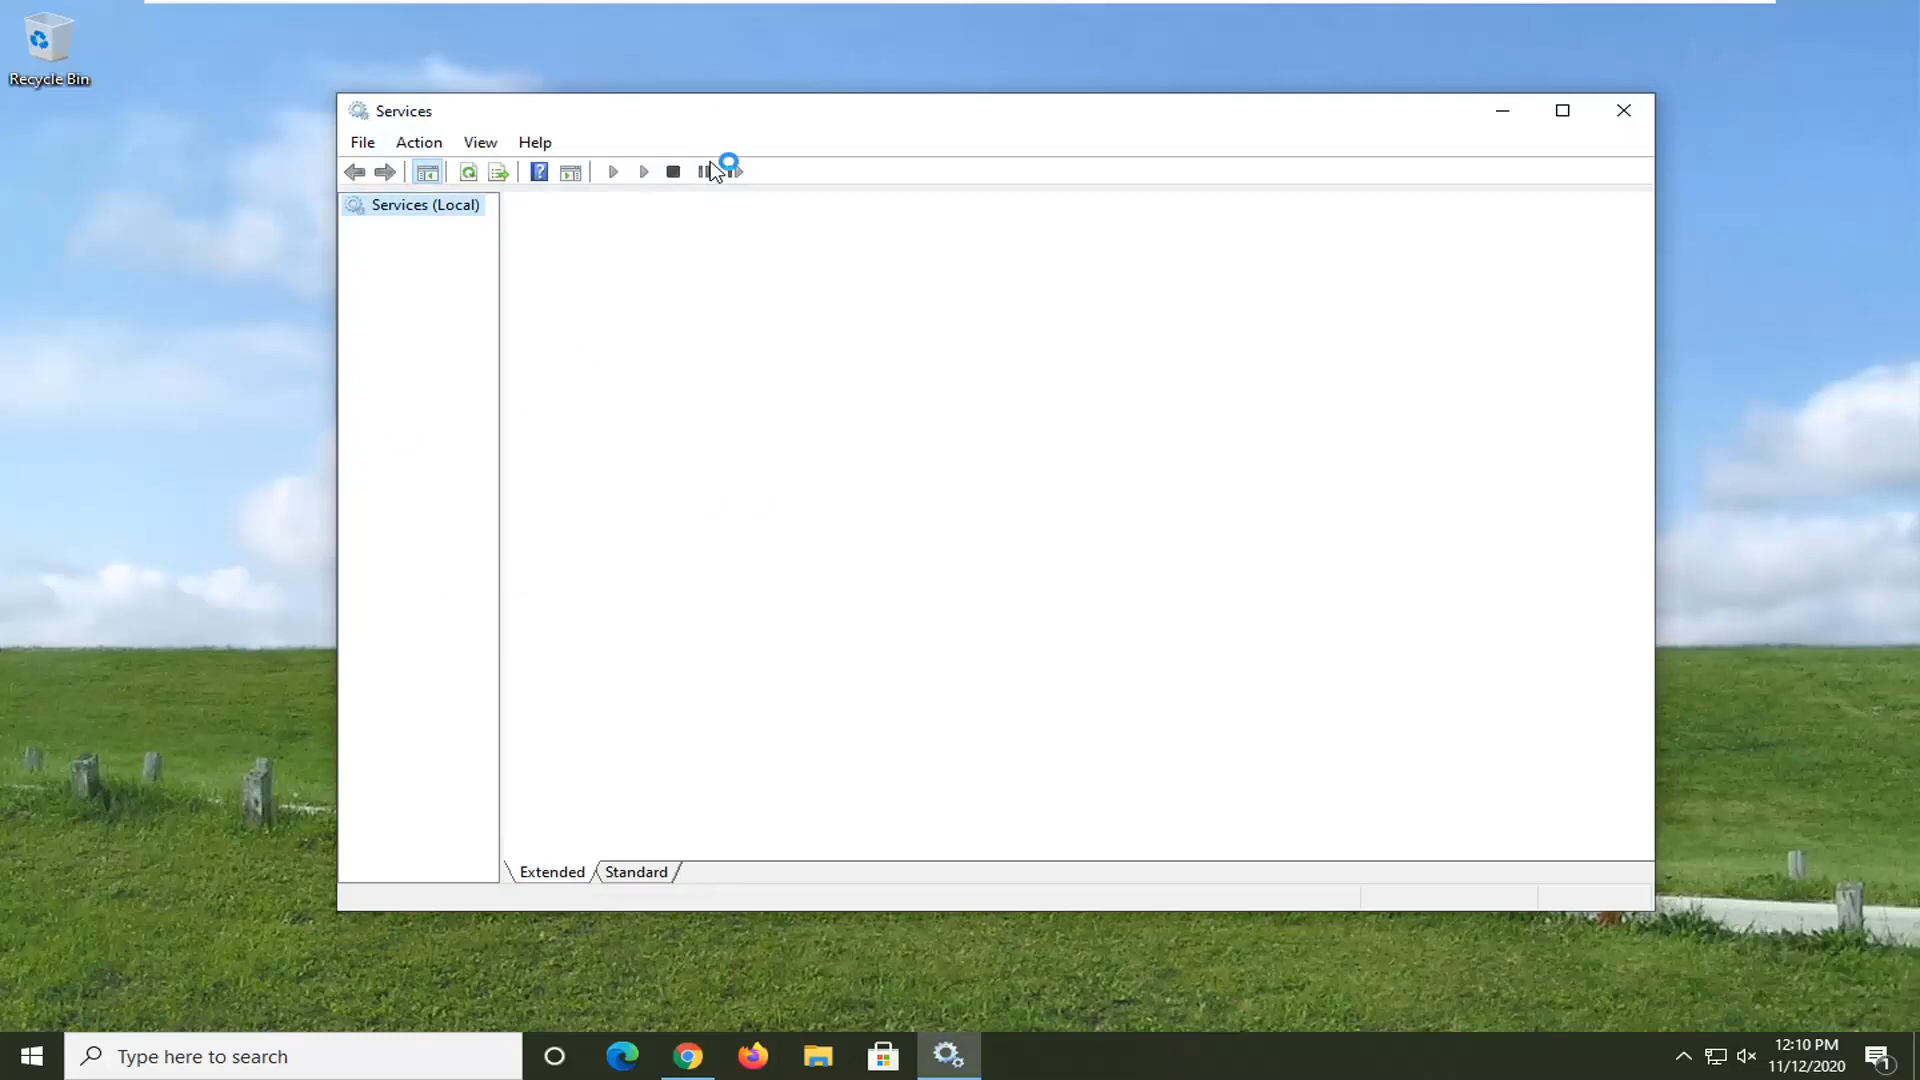 Recycle Bin
Services
File Action View Help
Services (Local)
Extended Standard
Type here to search
12:10 PM
11/12/2020
1